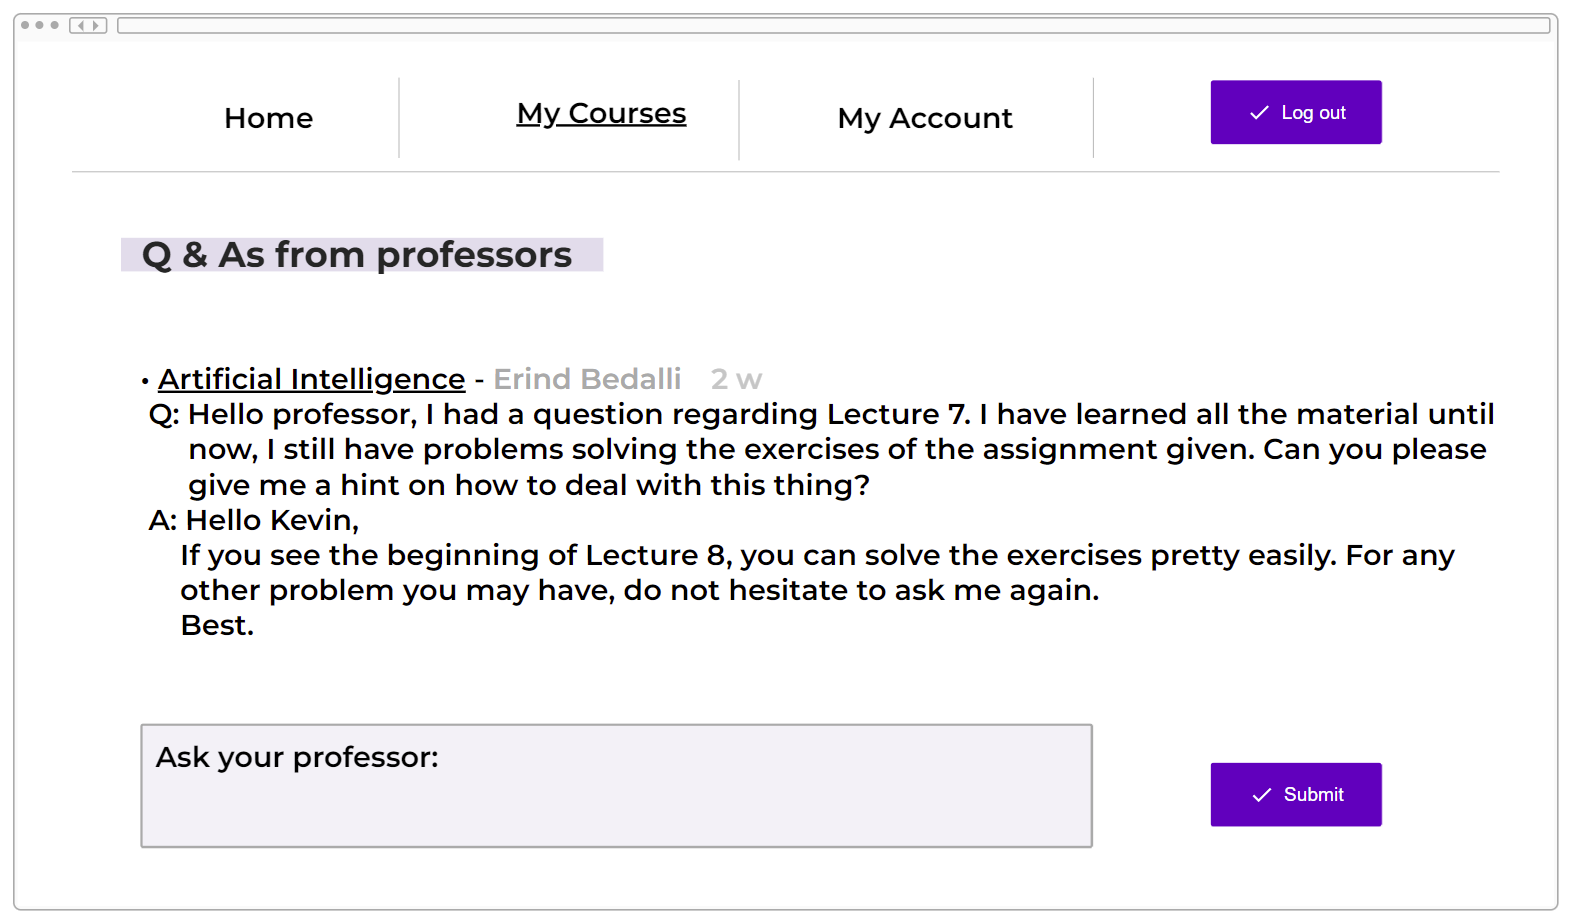 Home
My Courses
My Account
Log out
Q & As from professors
• Artificial Intelligence - Erind Bedalli 2 w
Q: Hello professor, I had a question regarding Lecture 7. I have learned all the material until
now, I still have problems solving the exercises of the assignment given. Can you please
give me a hint on how to deal with this thing?
A: Hello Kevin,
If you see the beginning of Lecture 8, you can solve the exercises pretty easily. For any
other problem you may have, do not hesitate to ask me again.
Best.
Ask your professor:
Submit